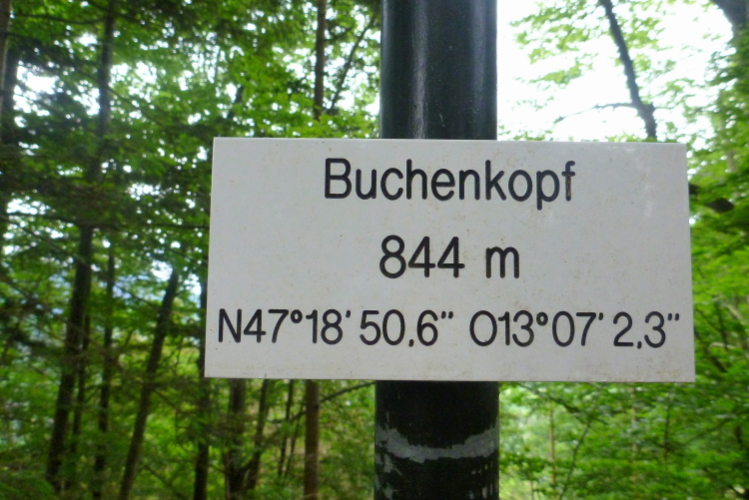 Buchenkopf
844 m
N47°18' 50,6" O13°07' 2,3"